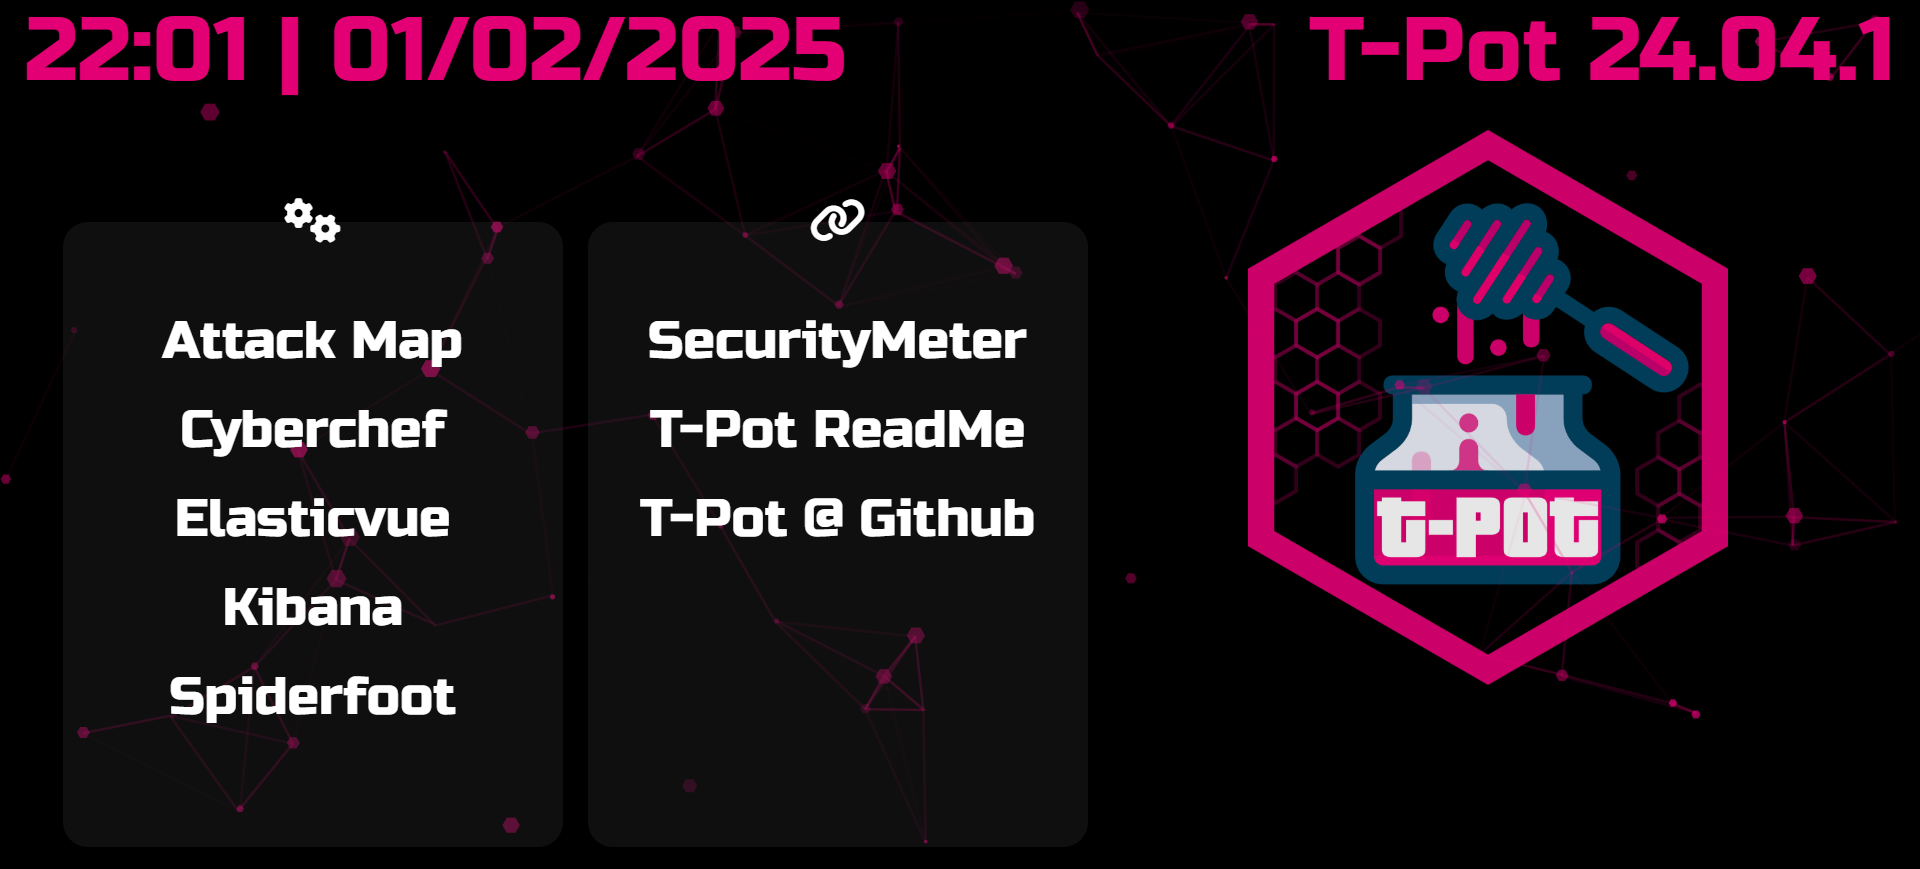 22:01 | 01/02/2025
T-Pot 24.04.1
Attack Map
Cyberchef
Elasticvue
Kibana
Spiderfoot
SecurityMeter
T-Pot ReadMe
T-Pot @ Github
t-pot